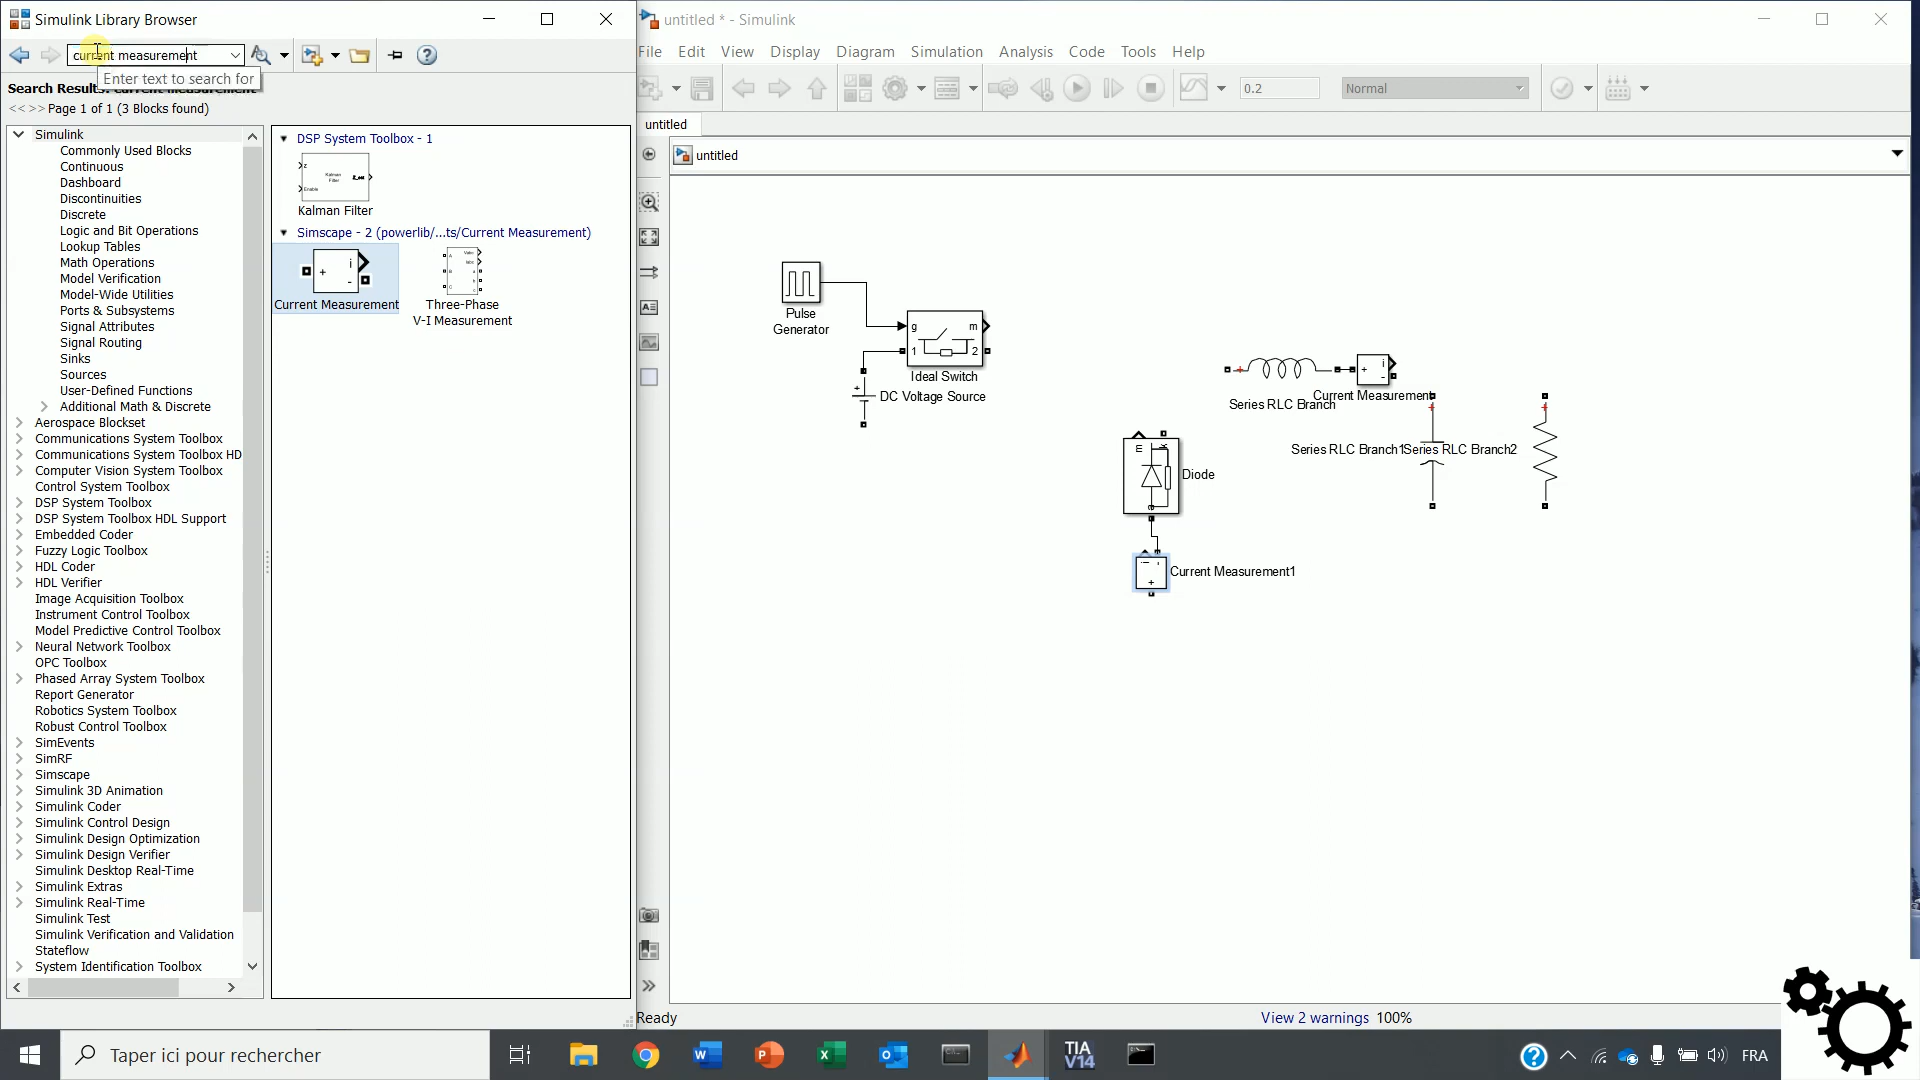 Simulink Library Browser
current measurement
Enter text to search for
Search Results: current measurement
<< >> Page 1 of 1 (3 Blocks found)
Simulink
Commonly Used Blocks
Continuous
Dashboard
Discontinuities
Discrete
Logic and Bit Operations
Lookup Tables
Math Operations
Model Verification
Model-Wide Utilities
Ports & Subsystems
Signal Attributes
Signal Routing
Sinks
Sources
User-Defined Functions
Additional Math & Discrete
Aerospace Blockset
Communications System Toolbox
Communications System Toolbox HD
Computer Vision System Toolbox
Control System Toolbox
DSP System Toolbox
DSP System Toolbox HDL Support
Embedded Coder
Fuzzy Logic Toolbox
HDL Coder
HDL Verifier
Image Acquisition Toolbox
Instrument Control Toolbox
Model Predictive Control Toolbox
Neural Network Toolbox
OPC Toolbox
Phased Array System Toolbox
Report Generator
Robotics System Toolbox
Robust Control Toolbox
SimEvents
SimRF
Simscape
Simulink 3D Animation
Simulink Coder
Simulink Control Design
Simulink Design Optimization
Simulink Design Verifier
Simulink Desktop Real-Time
Simulink Extras
Simulink Real-Time
Simulink Test
Simulink Verification and Validation
Stateflow
System Identification Toolbox
DSP System Toolbox - 1
Kalman
Filter
Enable
Kalman Filter
Simscape - 2 (powerlib/...ts/Current Measurement)
i
+
-
Current Measurement
Three-Phase
V-I Measurement
untitled * - Simulink
File Edit View Display Diagram Simulation Analysis Code Tools Help
0.2
Normal
untitled
untitled
Pulse
Generator
g m
1 2
Ideal Switch
+
DC Voltage Source
+
Series RLC Branch
+ i
-
Current Measurement
Series RLC Branch1
Series RLC Branch2
m k
a
Diode
i -
+
Current Measurement1
Ready
View 2 warnings 100%
Taper ici pour rechercher
TIA
V14
FRA